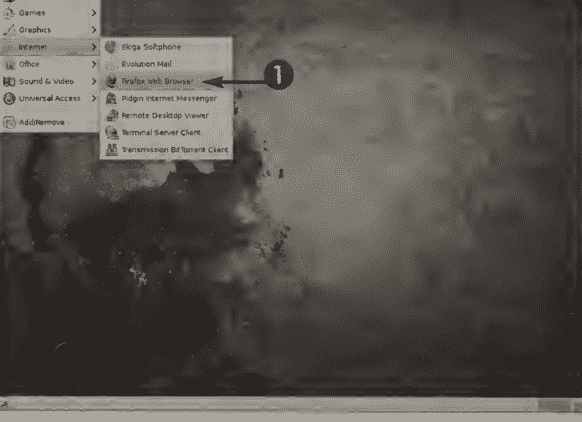 Games
Graphics
Internet
Office
Sound & Video
Universal Access
Add/Remove...
Ekiga Softphone
Evolution Mail
Firefox Web Browser
Pidgin Internet Messenger
Remote Desktop Viewer
Terminal Server Client
Transmission BitTorrent Client
1